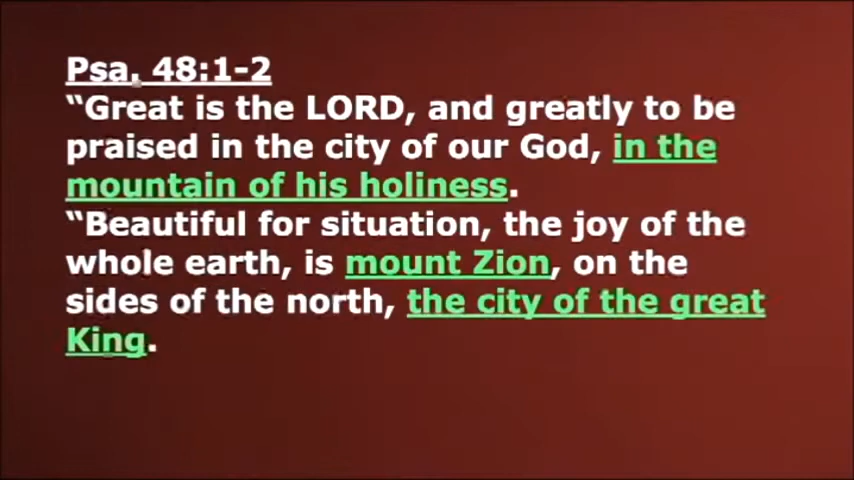 Psa. 48:1-2
“Great is the LORD, and greatly to be
praised in the city of our God, in the
mountain of his holiness.
“Beautiful for situation, the joy of the
whole earth, is mount Zion, on the
sides of the north, the city of the great
King.